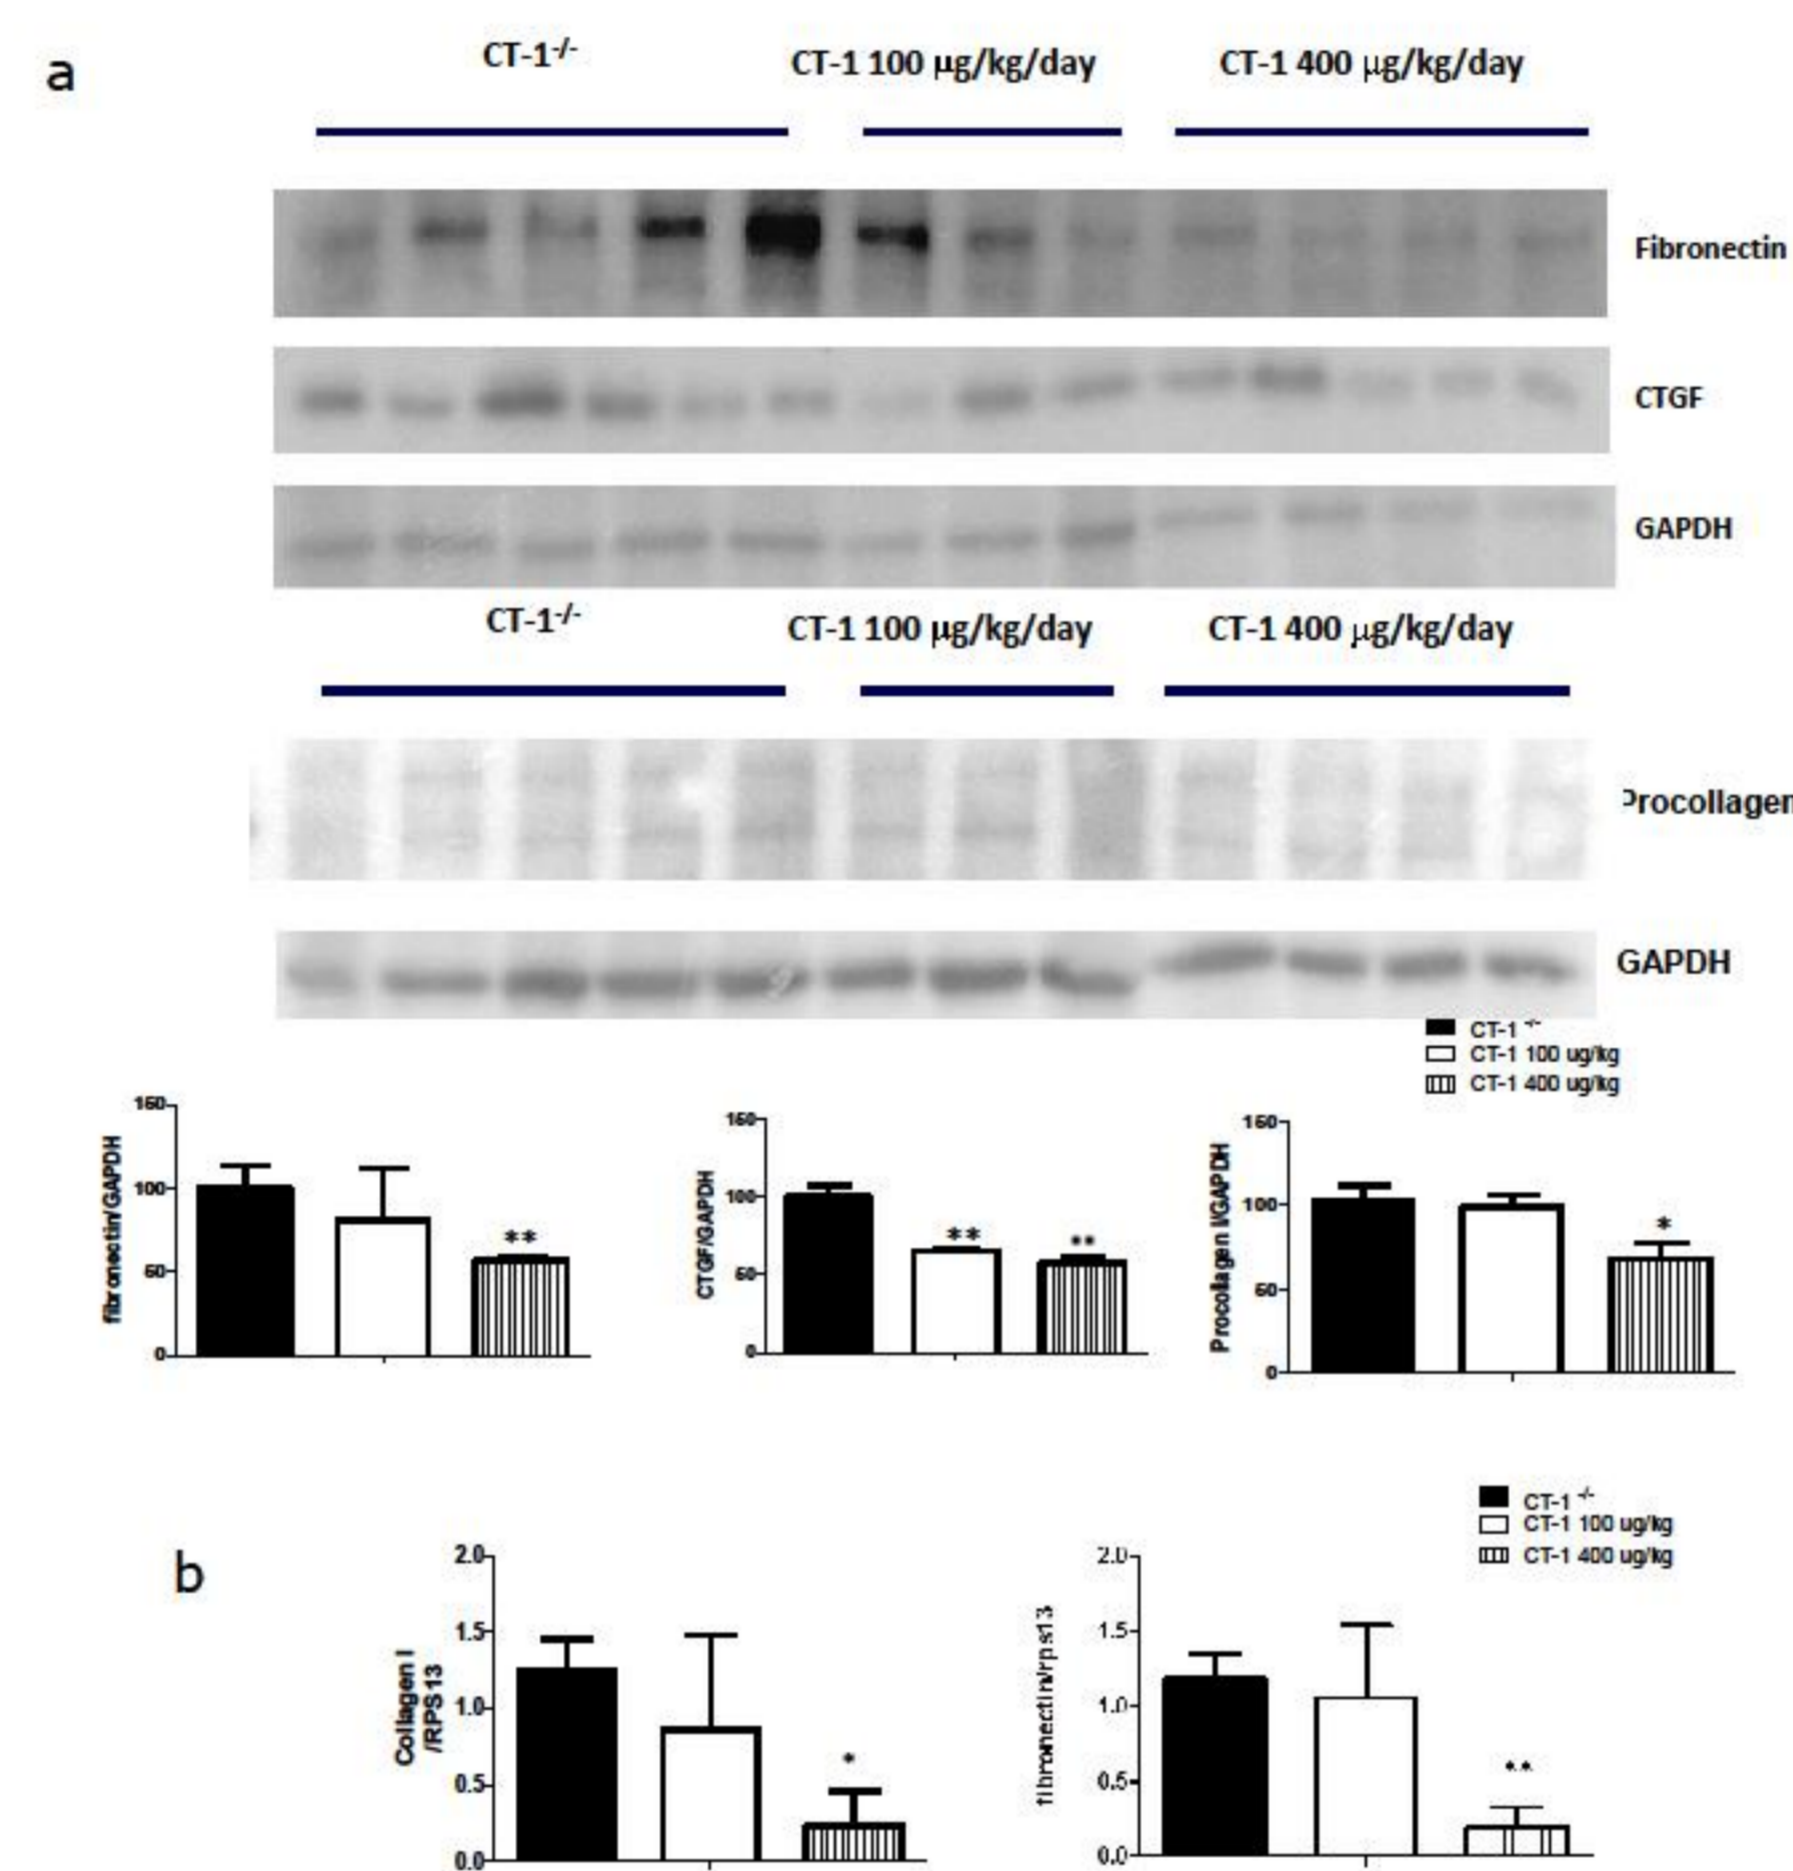 a
CT-1-/-
CT-1 100 µg/kg/day
CT-1 400 µg/kg/day
Fibronectin
CTGF
GAPDH
CT-1-/-
CT-1 100 µg/kg/day
CT-1 400 µg/kg/day
Procollagen
GAPDH
CT-1 -/-
CT-1 100 ug/kg
CT-1 400 ug/kg
fibronectin/GAPDH
150
100
50
0
**
CTGF/GAPDH
150
100
50
0
**
**
Procollagen I/GAPDH
150
100
50
0
*
b
CT-1 -/-
CT-1 100 ug/kg
CT-1 400 ug/kg
Collagen I
/RPS13
2.0
1.5
1.0
0.5
0.0
*
fibronectin/rps13
2.0
1.5
1.0
0.5
0.0
**